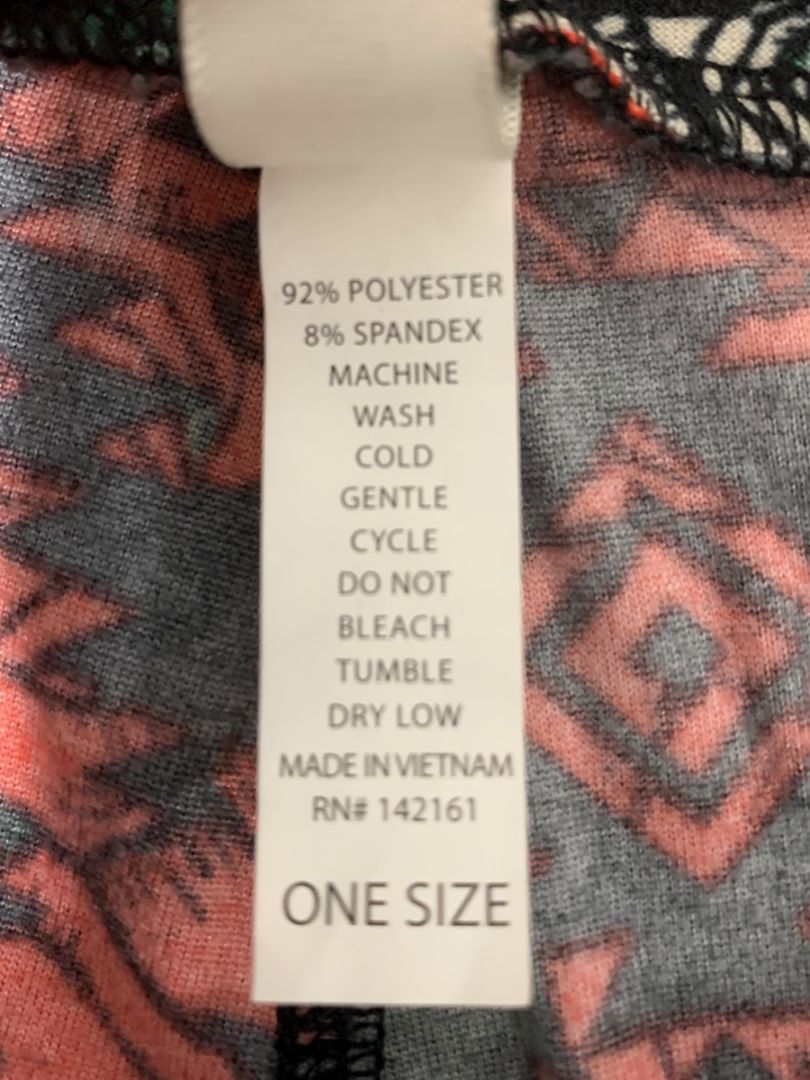 92% POLYESTER
8% SPANDEX
MACHINE
WASH
COLD
GENTLE
CYCLE
DO NOT
BLEACH
TUMBLE
DRY LOW
MADE IN VIETNAM
RN# 142161
ONE SIZE